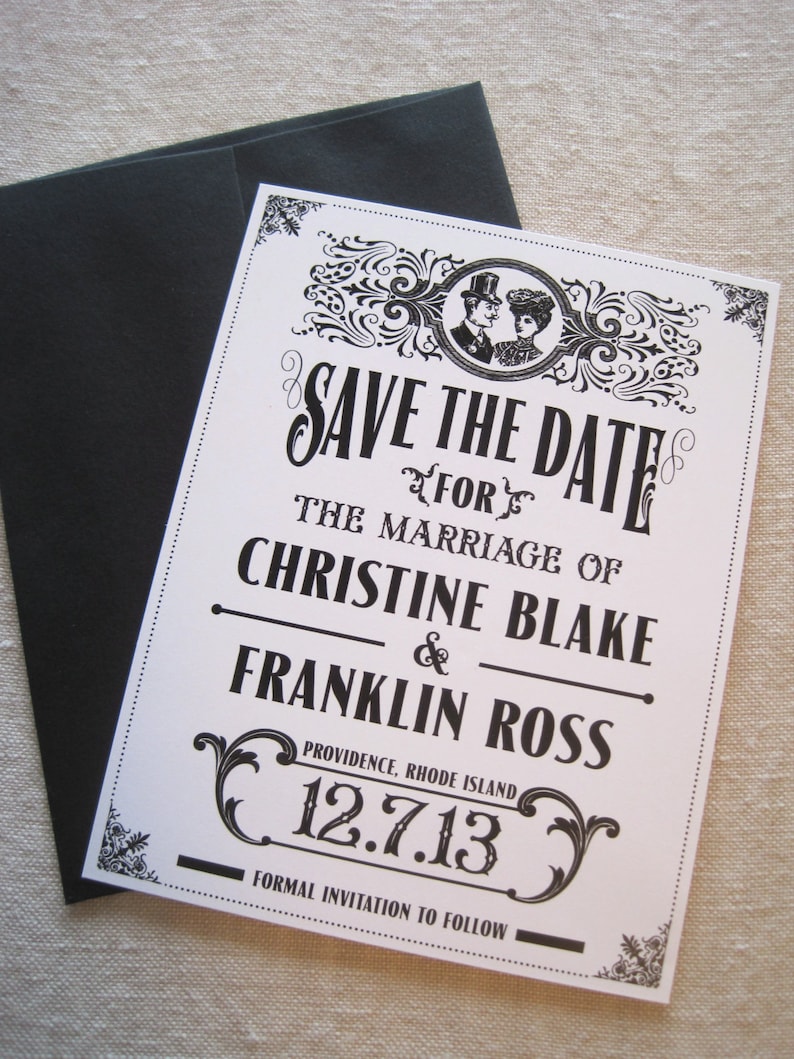 SAVE THE DATE
FOR
THE MARRIAGE OF
CHRISTINE BLAKE
&
FRANKLIN ROSS
PROVIDENCE, RHODE ISLAND
12.7.13
FORMAL INVITATION TO FOLLOW